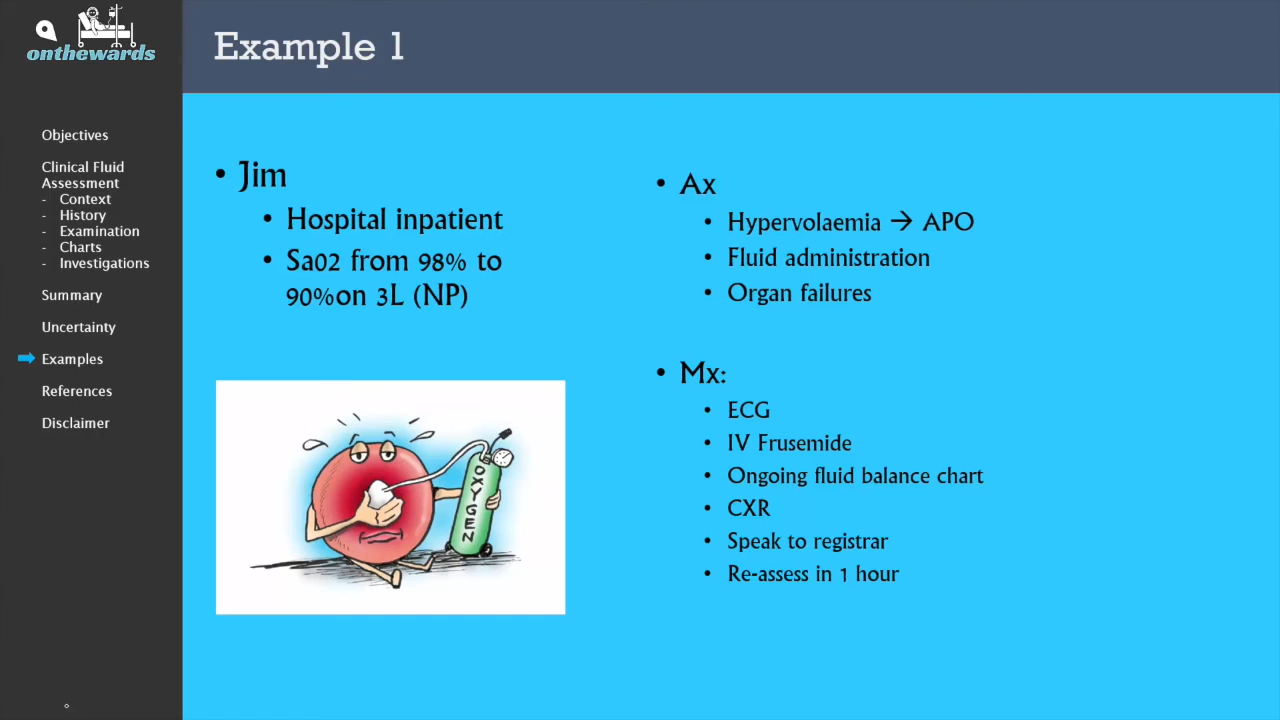 onthewards
Example 1
Objectives
Clinical Fluid
Assessment
- Context
- History
- Examination
- Charts
- Investigations
Summary
Uncertainty
Examples
References
Disclaimer
• Jim
• Hospital inpatient
• Sa02 from 98% to
90%on 3L (NP)
OXYGEN
• Ax
• Hypervolaemia → APO
• Fluid administration
• Organ failures
• Mx:
• ECG
• IV Frusemide
• Ongoing fluid balance chart
• CXR
• Speak to registrar
• Re-assess in 1 hour